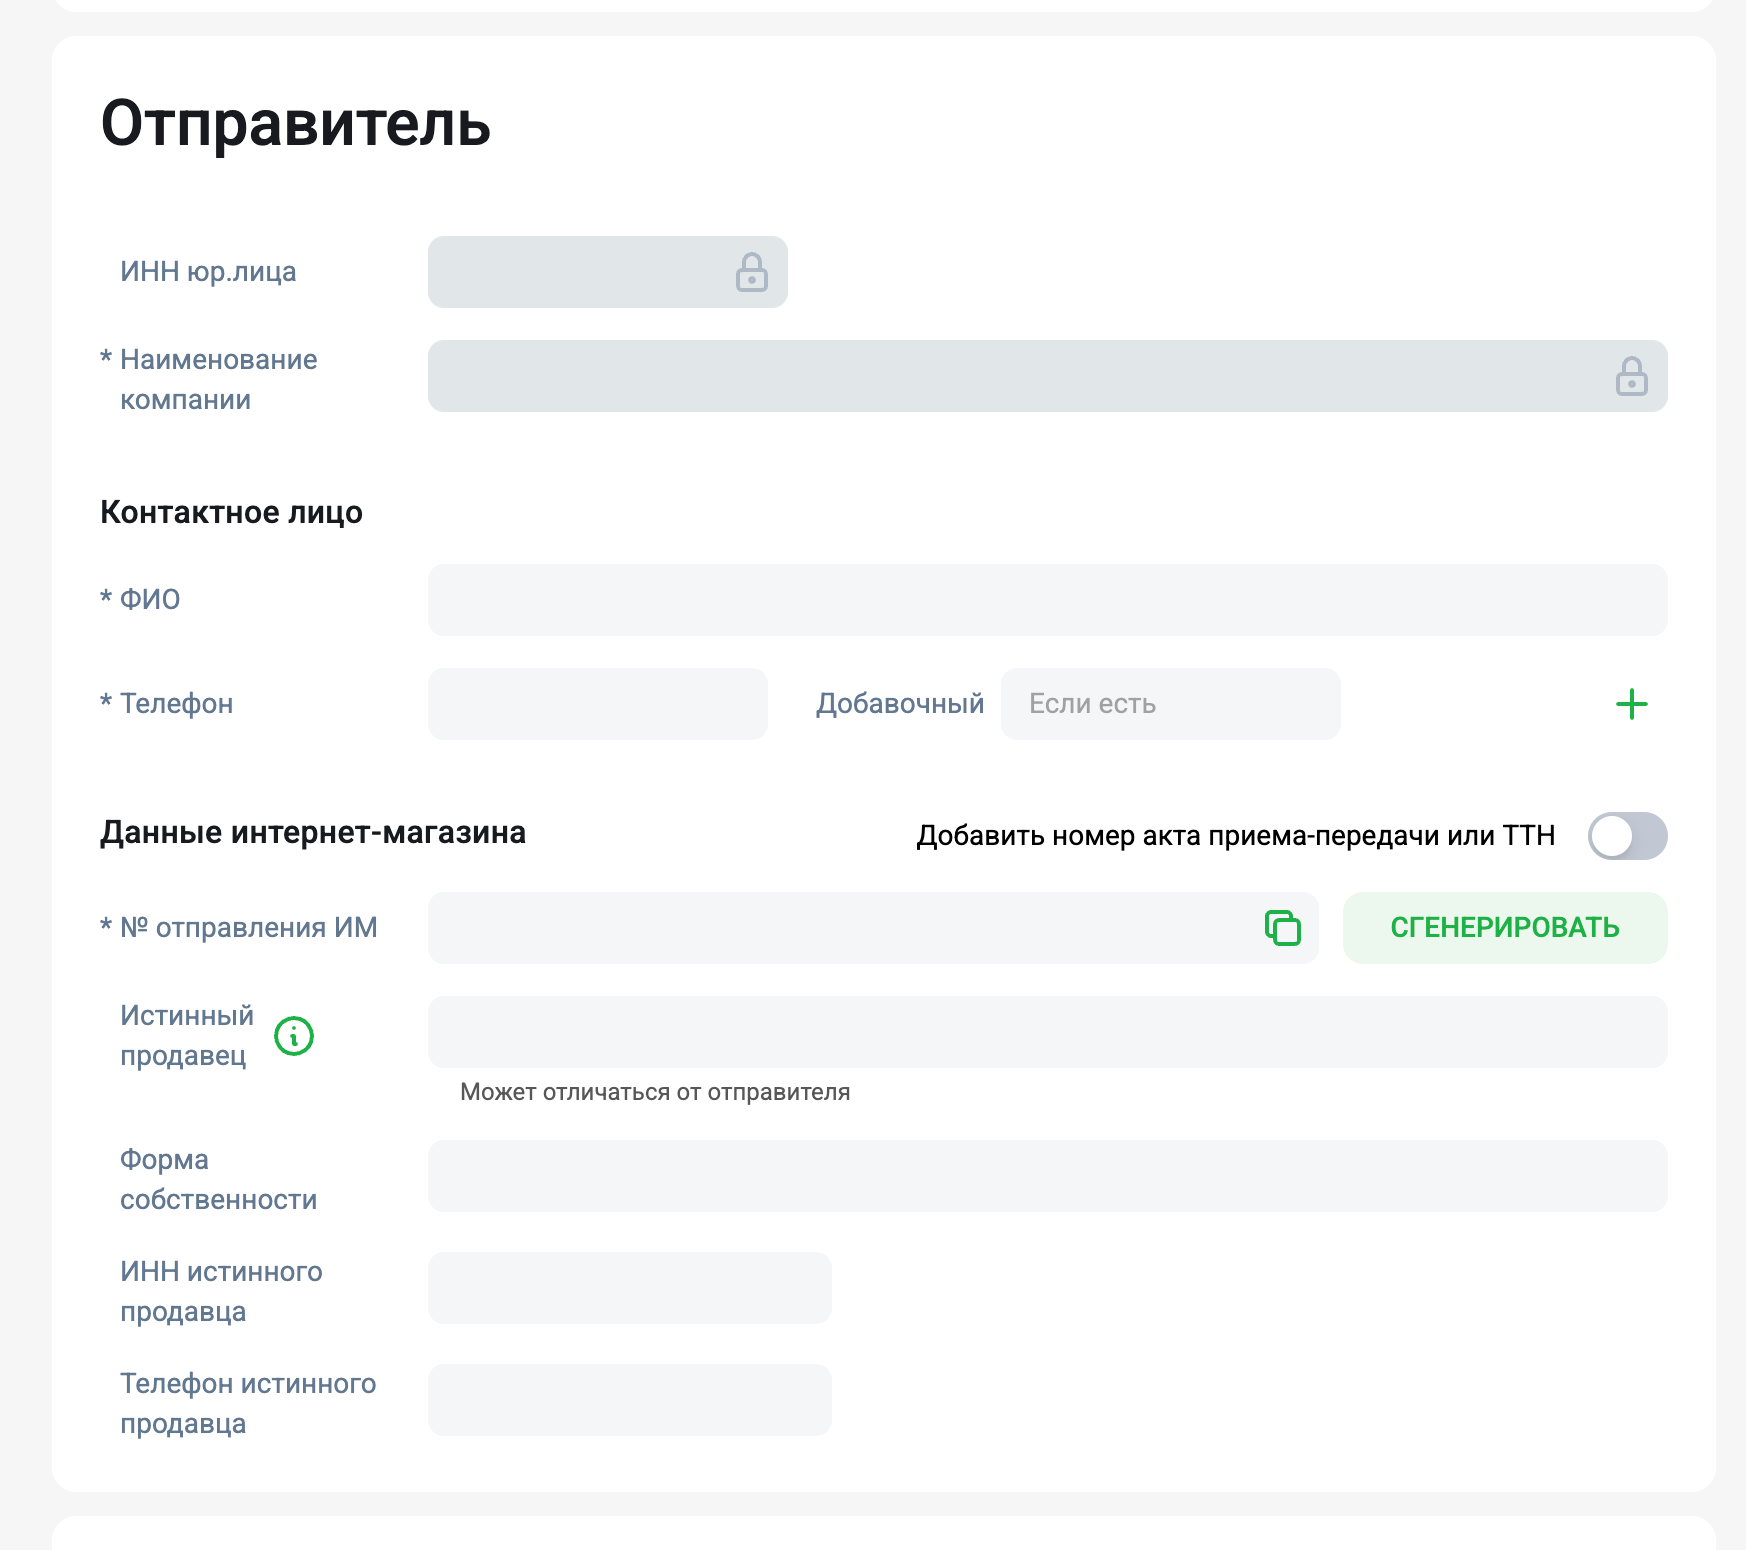 Отправитель
ИНН юр.лица
* Наименование
компании
Контактное лицо
* ФИО
* Телефон
Добавочный
Если есть
Данные интернет-магазина
Добавить номер акта приема-передачи или ТТН
* № отправления ИМ
СГЕНЕРИРОВАТЬ
Истинный
продавец
Может отличаться от отправителя
Форма
собственности
ИНН истинного
продавца
Телефон истинного
продавца